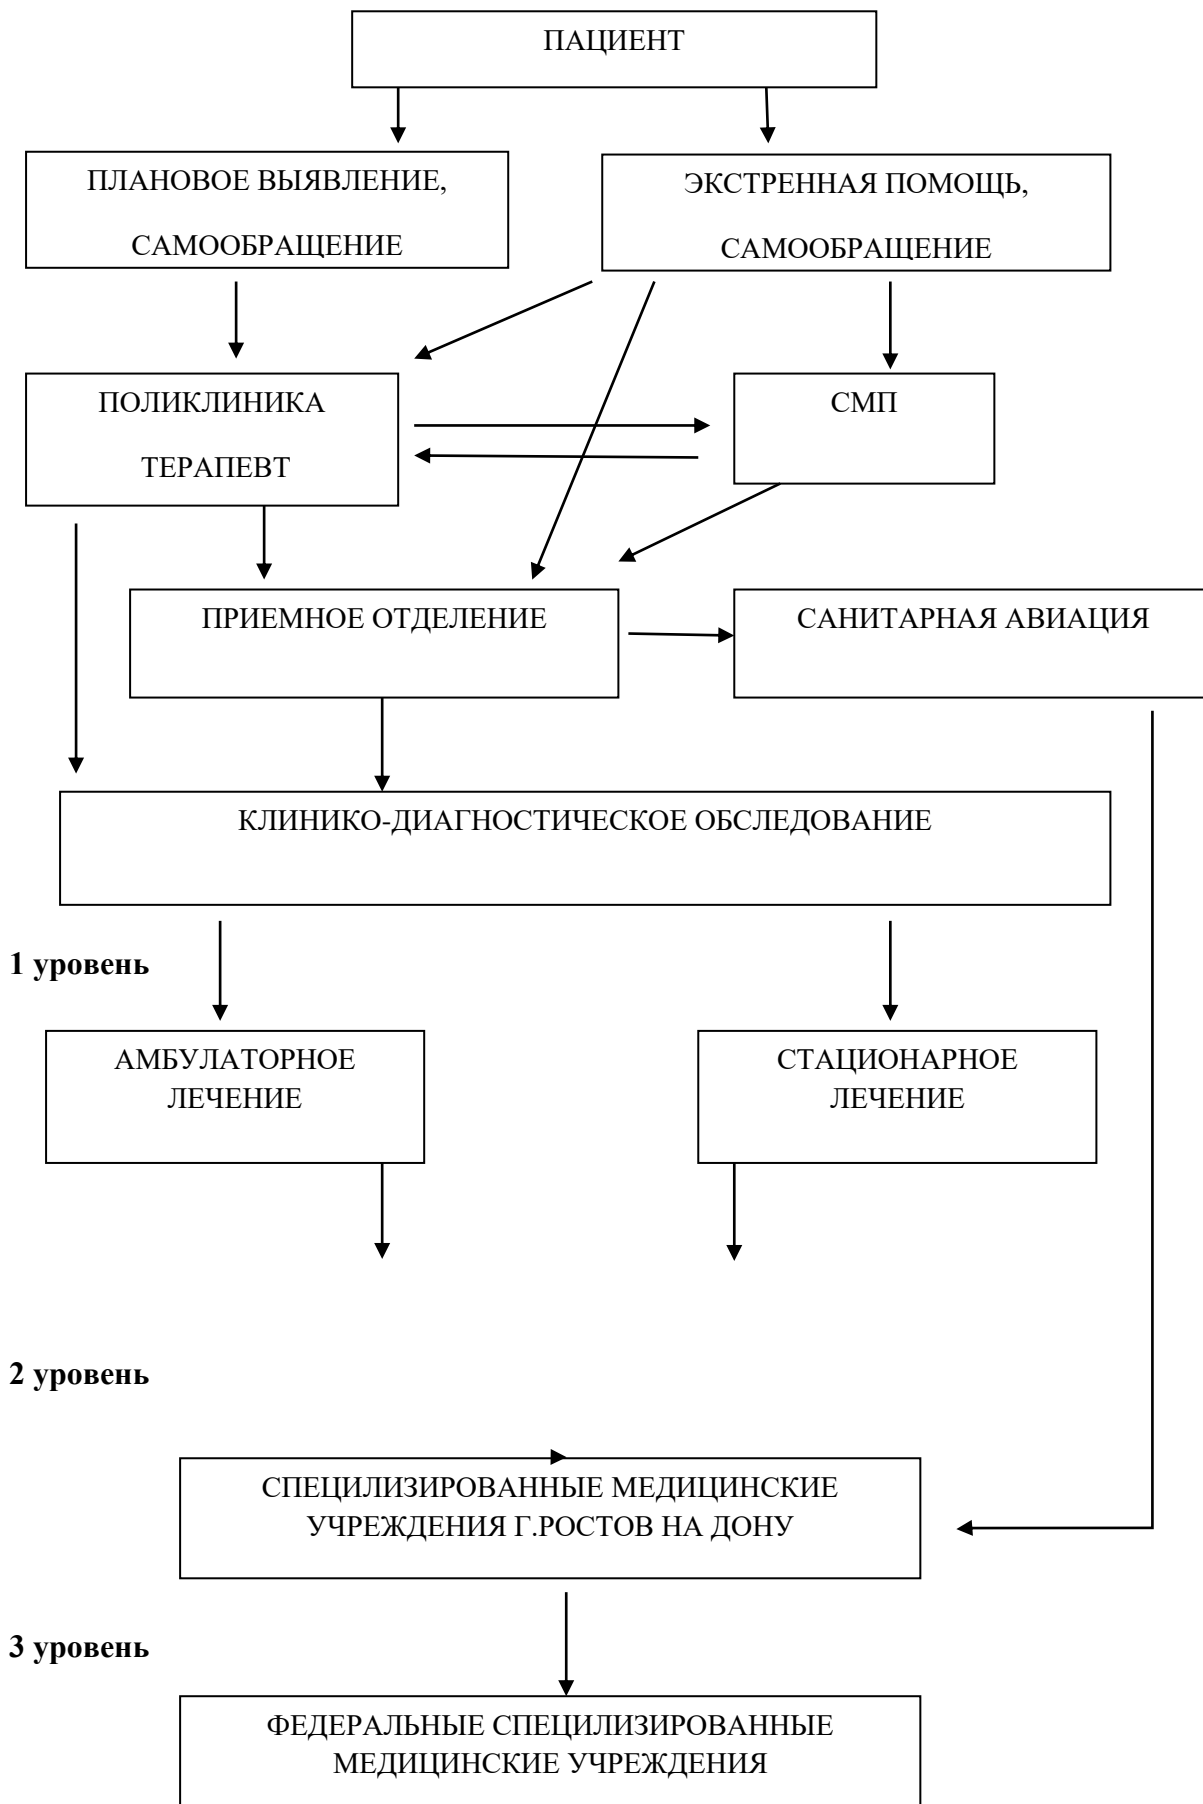 ПАЦИЕНТ
ПЛАНОВОЕ ВЫЯВЛЕНИЕ,
САМООБРАЩЕНИЕ
ЭКСТРЕННАЯ ПОМОЩЬ,
САМООБРАЩЕНИЕ
ПОЛИКЛИНИКА
ТЕРАПЕВТ
СМП
ПРИЕМНОЕ ОТДЕЛЕНИЕ
САНИТАРНАЯ АВИАЦИЯ
КЛИНИКО-ДИАГНОСТИЧЕСКОЕ ОБСЛЕДОВАНИЕ
1 уровень
АМБУЛАТОРНОЕ
ЛЕЧЕНИЕ
СТАЦИОНАРНОЕ
ЛЕЧЕНИЕ
2 уровень
СПЕЦИЛИЗИРОВАННЫЕ МЕДИЦИНСКИЕ
УЧРЕЖДЕНИЯ Г.РОСТОВ НА ДОНУ
3 уровень
ФЕДЕРАЛЬНЫЕ СПЕЦИЛИЗИРОВАННЫЕ
МЕДИЦИНСКИЕ УЧРЕЖДЕНИЯ